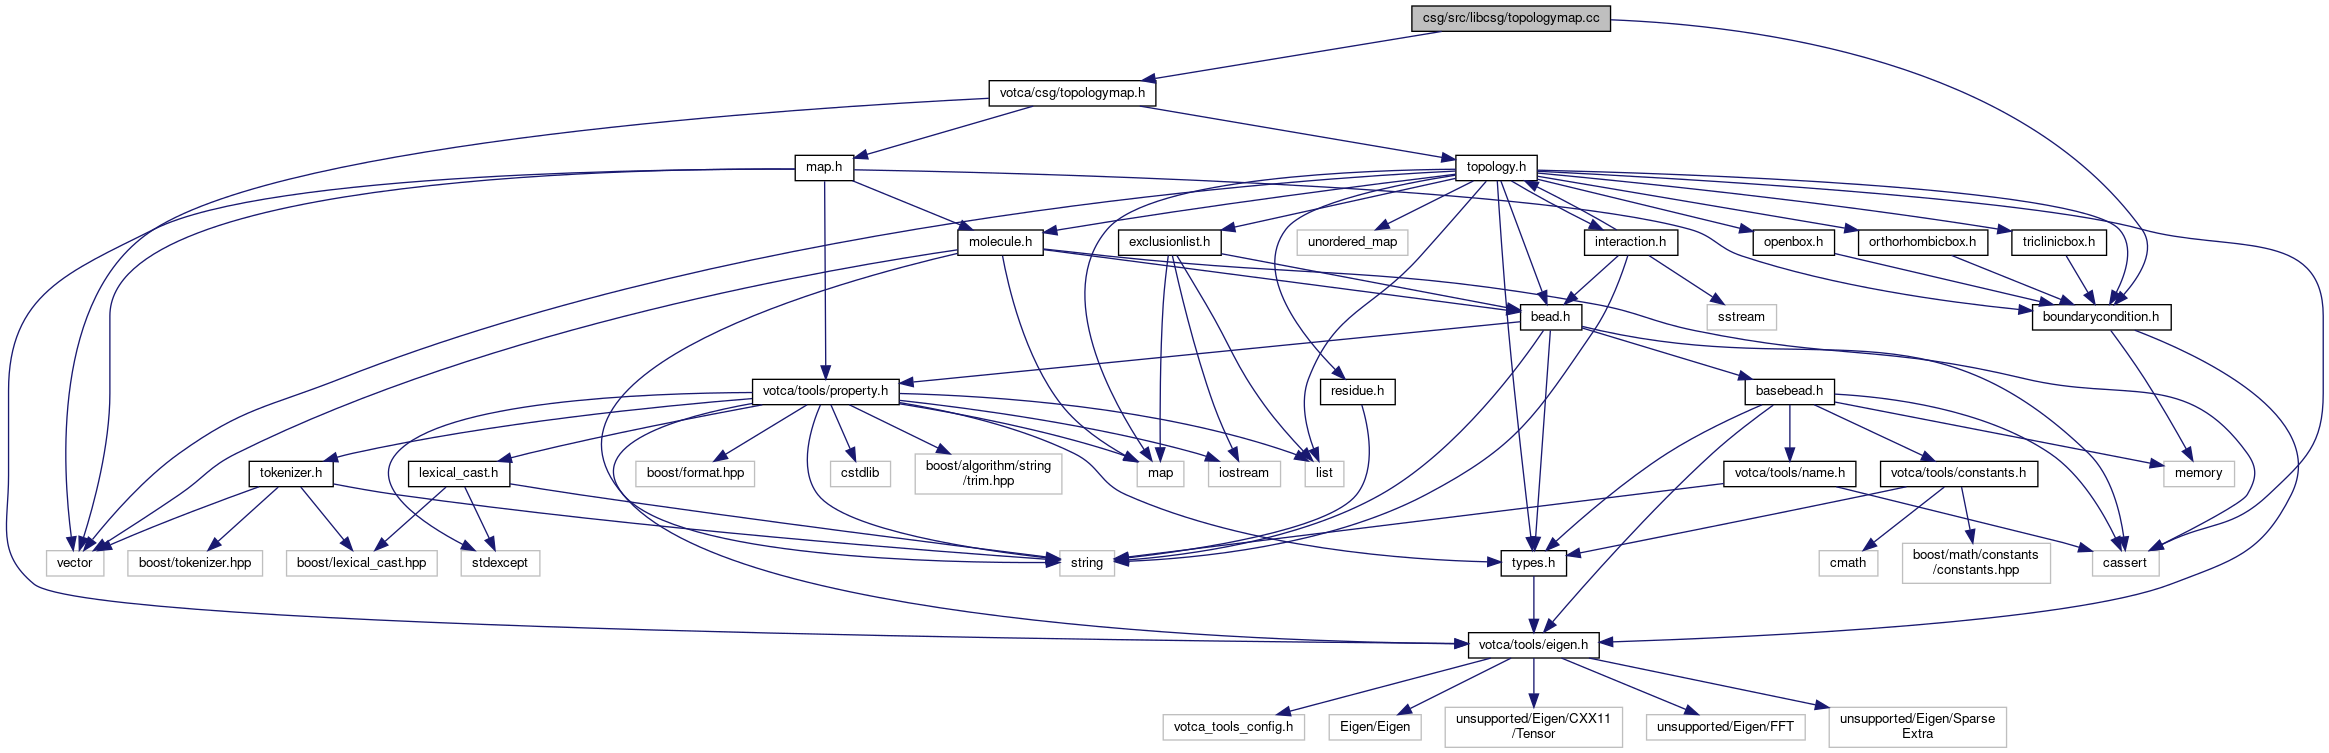 csg/src/libcsg/topologymap.cc
votca/csg/topologymap.h
map.h
topology.h
molecule.h
exclusionlist.h
unordered_map
interaction.h
openbox.h
orthorhombicbox.h
triclinicbox.h
bead.h
sstream
boundarycondition.h
votca/tools/property.h
residue.h
basebead.h
tokenizer.h
lexical_cast.h
boost/format.hpp
cstdlib
boost/algorithm/string
/trim.hpp
map
iostream
list
votca/tools/name.h
votca/tools/constants.h
memory
vector
boost/tokenizer.hpp
boost/lexical_cast.hpp
stdexcept
string
types.h
cmath
boost/math/constants
/constants.hpp
cassert
votca/tools/eigen.h
votca_tools_config.h
Eigen/Eigen
unsupported/Eigen/CXX11
/Tensor
unsupported/Eigen/FFT
unsupported/Eigen/Sparse
Extra